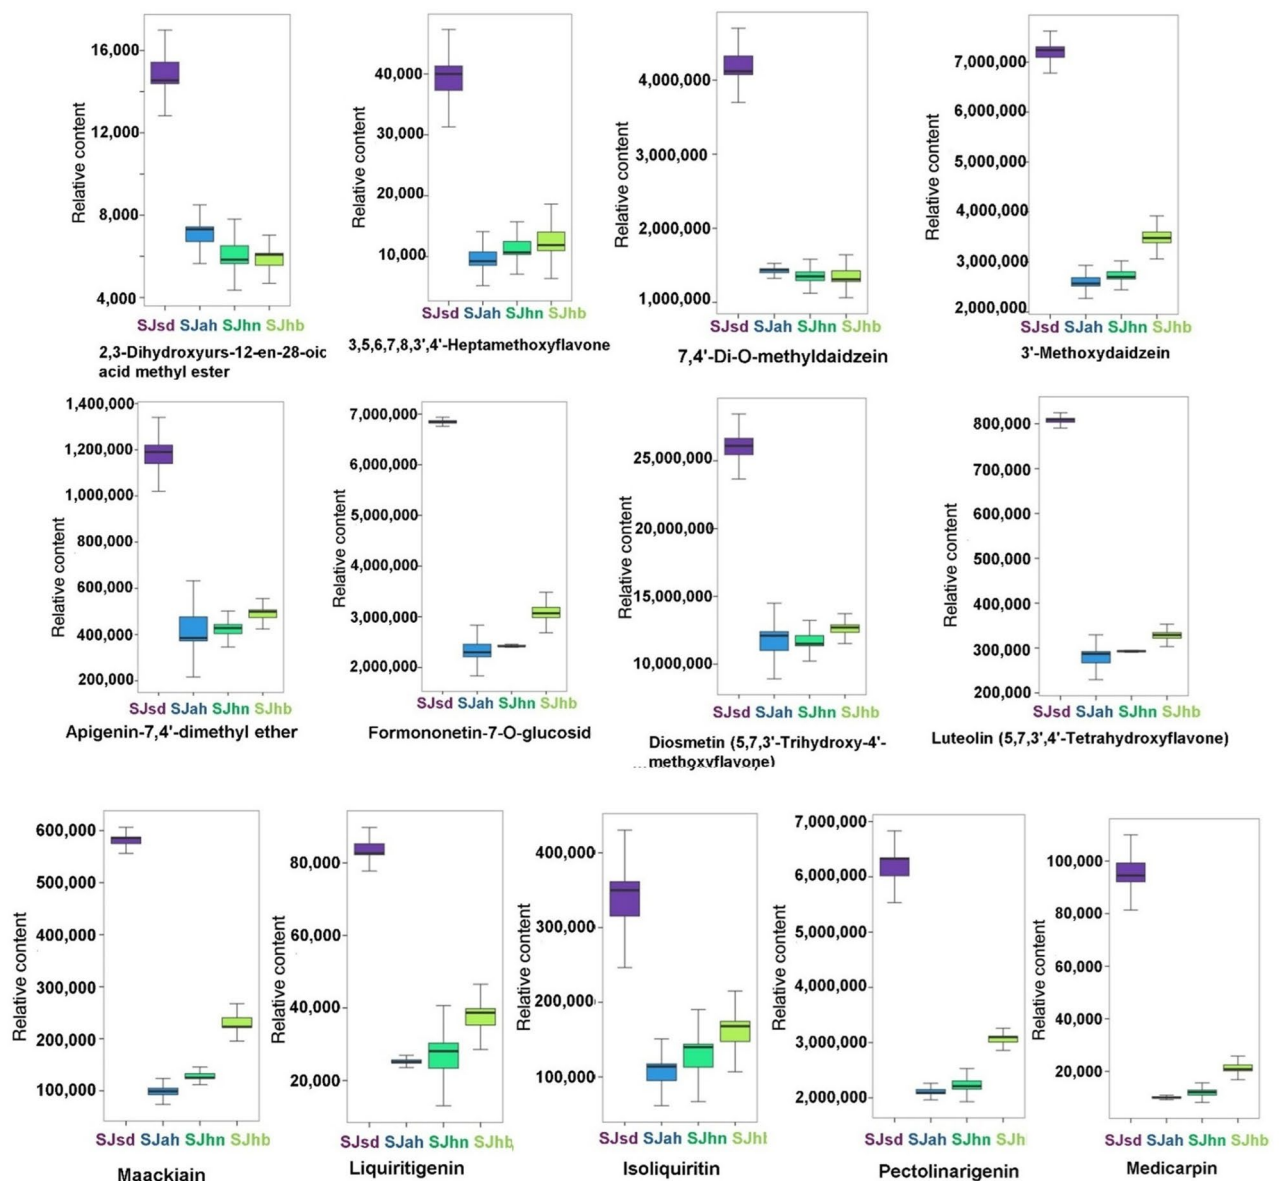 16,000
12,000
8,000
4,000
Relative content
SJsd SJah SJhn SJhb
2,3-Dihydroxyurs-12-en-28-oic
acid methyl ester
40,000
30,000
20,000
10,000
Relative content
SJsd SJah SJhn SJhb
3,5,6,7,8,3',4'-Heptamethoxyflavone
4,000,000
3,000,000
2,000,000
1,000,000
Relative content
SJsd SJah SJhn SJhb
7,4'-Di-O-methyldaidzein
7,000,000
6,000,000
5,000,000
4,000,000
3,000,000
2,000,000
Relative content
SJsd SJah SJhn SJhb
3'-Methoxydaidzein
1,400,000
1,200,000
1,000,000
800,000
600,000
400,000
200,000
Relative content
SJsd SJah SJhn SJhb
Apigenin-7,4'-dimethyl ether
7,000,000
6,000,000
5,000,000
4,000,000
3,000,000
2,000,000
Relative content
SJsd SJah SJhn SJhb
Formononetin-7-O-glucosid
25,000,000
20,000,000
15,000,000
10,000,000
Relative content
SJsd SJah SJhn SJhb
Diosmetin (5,7,3'-Trihydroxy-4'-
methoxyflavone)
800,000
700,000
600,000
500,000
400,000
300,000
200,000
Relative content
SJsd SJah SJhn SJhb
Luteolin (5,7,3',4'-Tetrahydroxyflavone)
600,000
500,000
400,000
300,000
200,000
100,000
Relative content
SJsd SJah SJhn SJhb
Maackiain
80,000
60,000
40,000
20,000
Relative content
SJsd SJah SJhn SJhb
Liquiritigenin
400,000
300,000
200,000
100,000
Relative content
SJsd SJah SJhn SJhb
Isoliquiritin
7,000,000
6,000,000
5,000,000
4,000,000
3,000,000
2,000,000
Relative content
SJsd SJah SJhn SJh
Pectolinarigenin
100,000
80,000
60,000
40,000
20,000
Relative content
SJsd SJah SJhn SJhb
Medicarpin